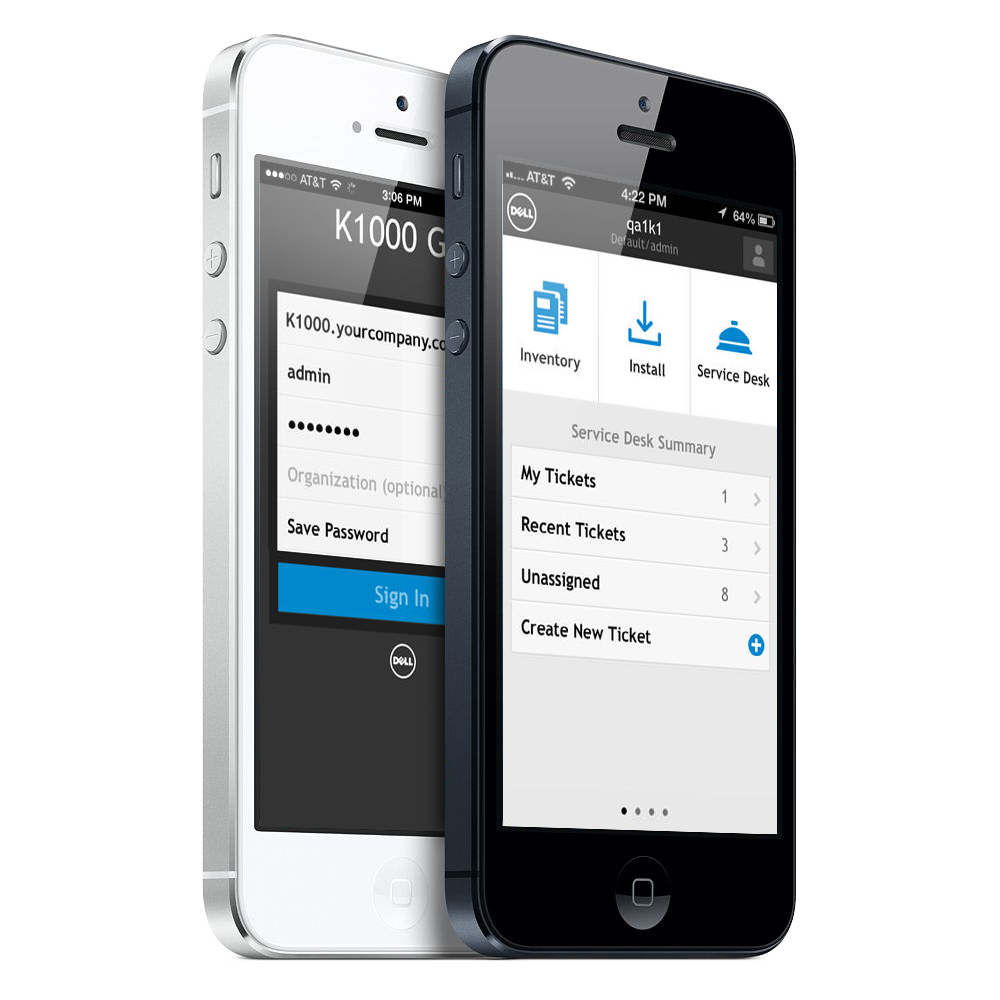 AT&T
3:06 PM
K1000 G
K1000.yourcompany.co
admin
Organization (optional
Save Password
Sign In
DELL
AT&T
4:22 PM
64%
DELL
qa1k1
Default/admin
Inventory
Install
Service Desk
Service Desk Summary
My Tickets 1
Recent Tickets 3
Unassigned 8
Create New Ticket